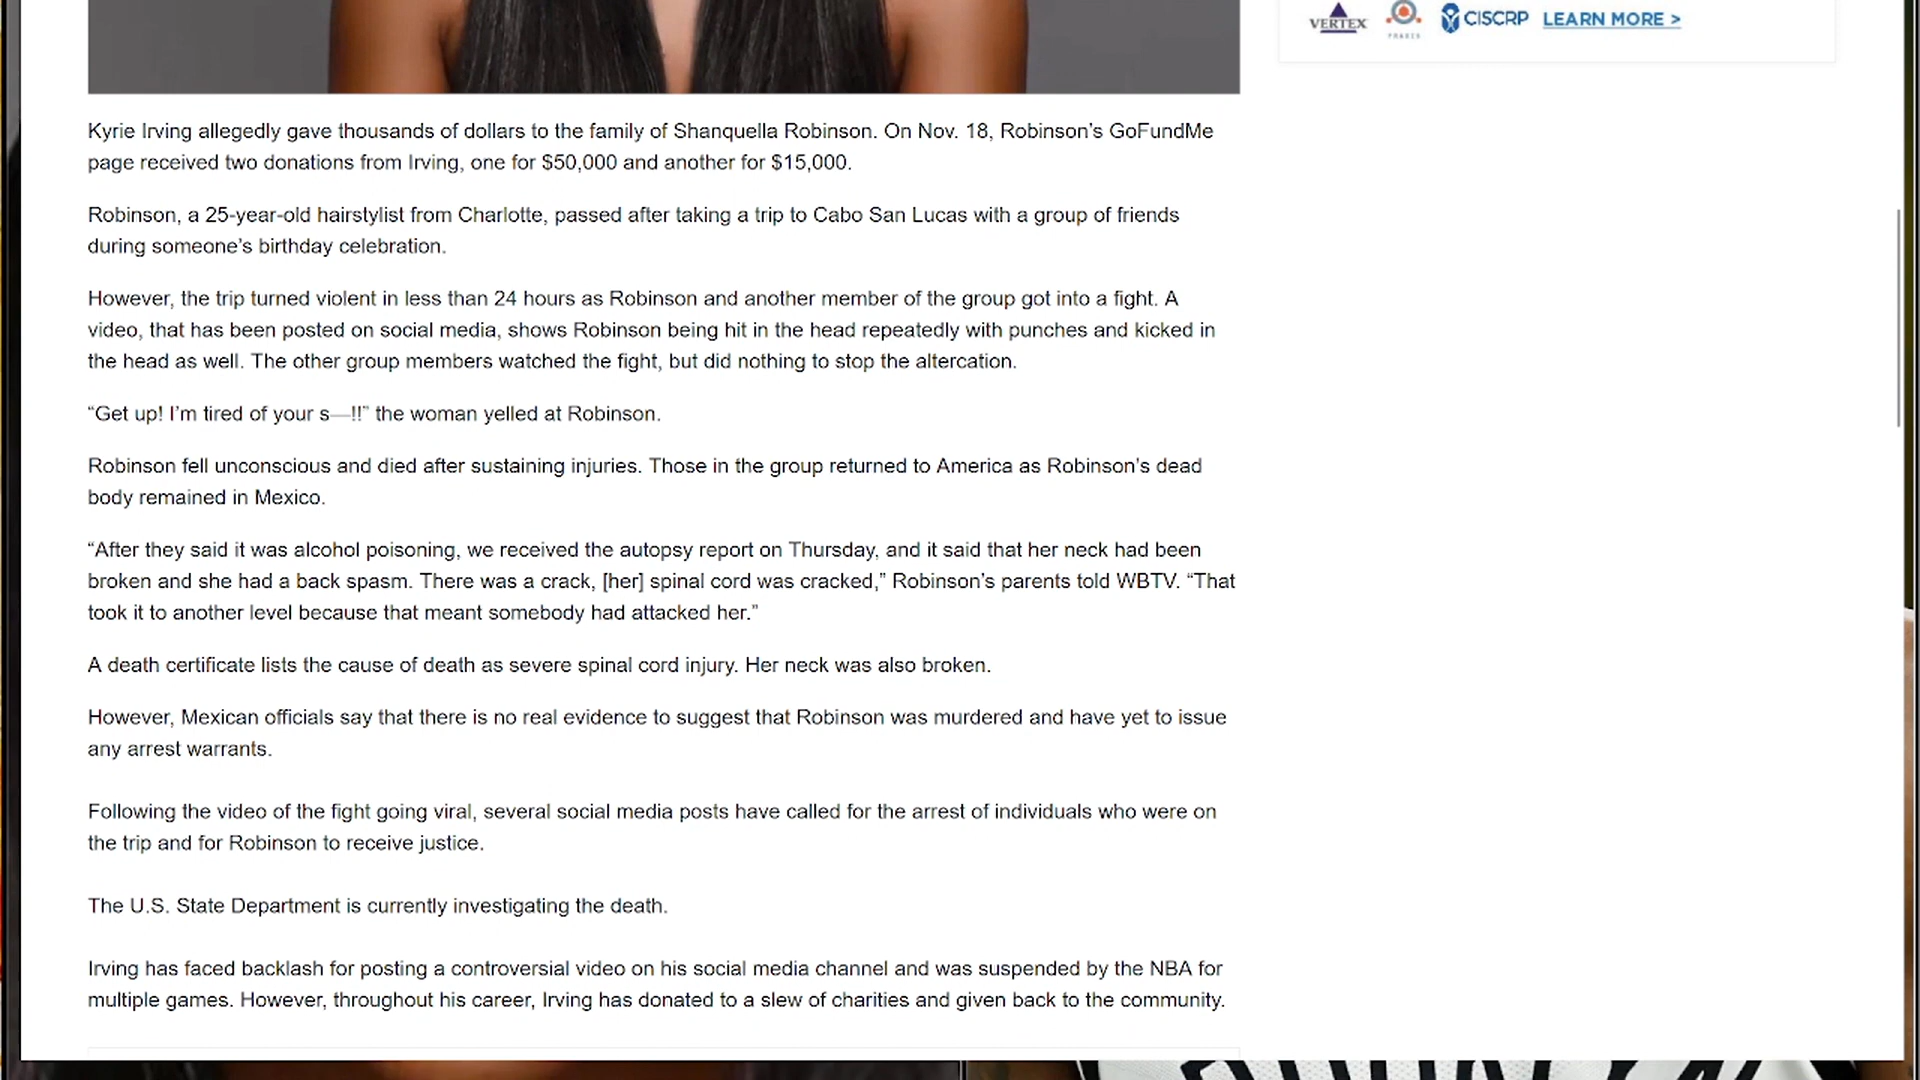 VERTEX
PRAXIS
CISCRP
LEARN MORE >
Kyrie Irving allegedly gave thousands of dollars to the family of Shanquella Robinson. On Nov. 18, Robinson’s GoFundMe
page received two donations from Irving, one for $50,000 and another for $15,000.
Robinson, a 25-year-old hairstylist from Charlotte, passed after taking a trip to Cabo San Lucas with a group of friends
during someone’s birthday celebration.
However, the trip turned violent in less than 24 hours as Robinson and another member of the group got into a fight. A
video, that has been posted on social media, shows Robinson being hit in the head repeatedly with punches and kicked in
the head as well. The other group members watched the fight, but did nothing to stop the altercation.
“Get up! I’m tired of your s—!!” the woman yelled at Robinson.
Robinson fell unconscious and died after sustaining injuries. Those in the group returned to America as Robinson’s dead
body remained in Mexico.
“After they said it was alcohol poisoning, we received the autopsy report on Thursday, and it said that her neck had been
broken and she had a back spasm. There was a crack, [her] spinal cord was cracked,” Robinson’s parents told WBTV. “That
took it to another level because that meant somebody had attacked her.”
A death certificate lists the cause of death as severe spinal cord injury. Her neck was also broken.
However, Mexican officials say that there is no real evidence to suggest that Robinson was murdered and have yet to issue
any arrest warrants.
Following the video of the fight going viral, several social media posts have called for the arrest of individuals who were on
the trip and for Robinson to receive justice.
The U.S. State Department is currently investigating the death.
Irving has faced backlash for posting a controversial video on his social media channel and was suspended by the NBA for
multiple games. However, throughout his career, Irving has donated to a slew of charities and given back to the community.